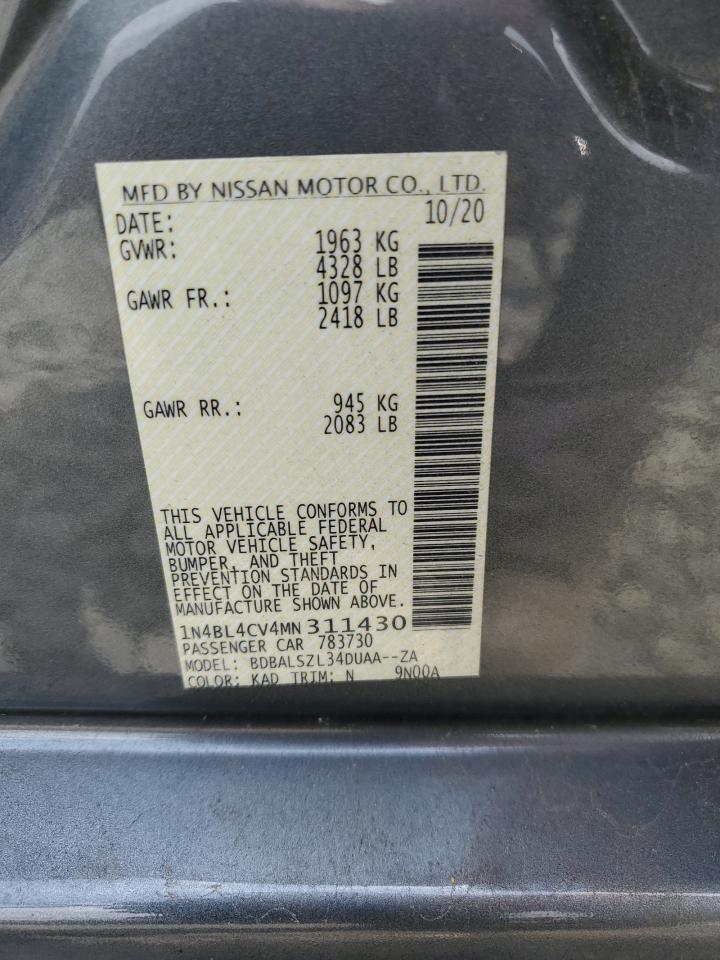 MFD BY NISSAN MOTOR CO., LTD.
DATE: 10/20
GVWR: 1963 KG
4328 LB
GAWR FR.: 1097 KG
2418 LB
GAWR RR.: 945 KG
2083 LB
THIS VEHICLE CONFORMS TO
ALL APPLICABLE FEDERAL
MOTOR VEHICLE SAFETY,
BUMPER, AND THEFT
PREVENTION STANDARDS IN
EFFECT ON THE DATE OF
MANUFACTURE SHOWN ABOVE.
1N4BL4CV4MN311430
PASSENGER CAR 783730
MODEL: BDBALSZL34DUAA--ZA
COLOR: KAD TRIM: N 9N00A